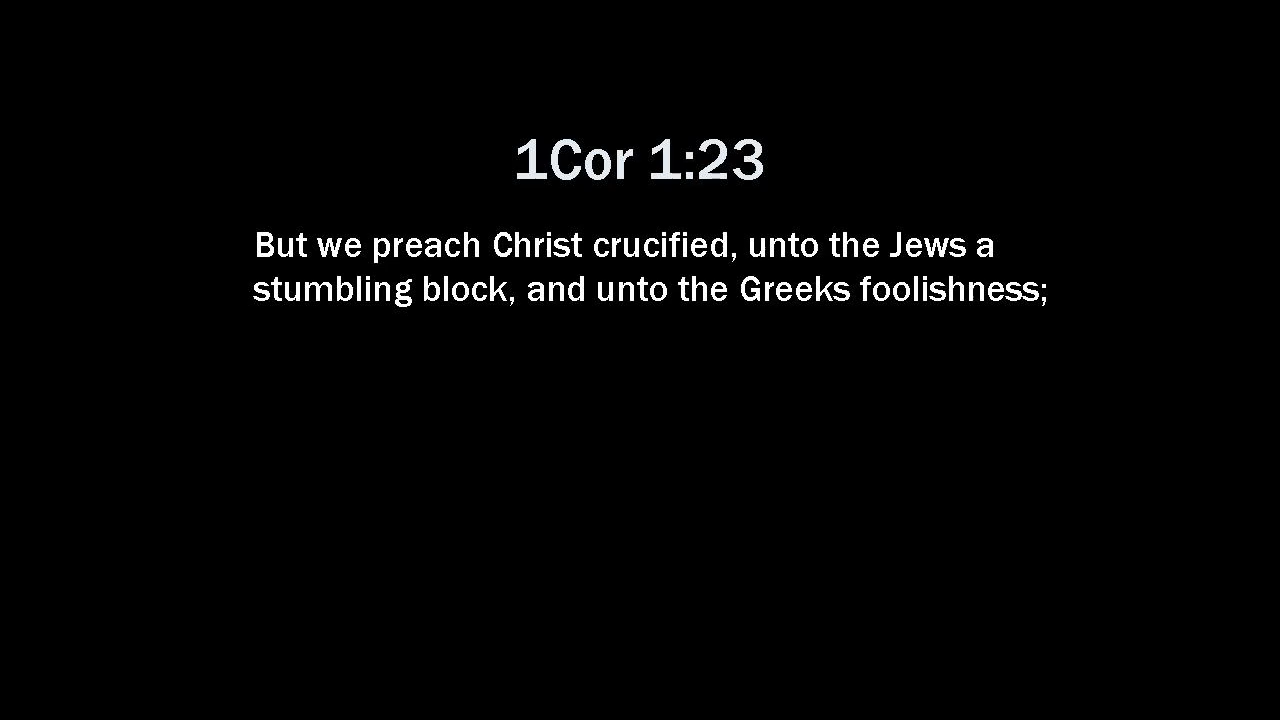 1Cor 1:23
But we preach Christ crucified, unto the Jews a
stumbling block, and unto the Greeks foolishness;